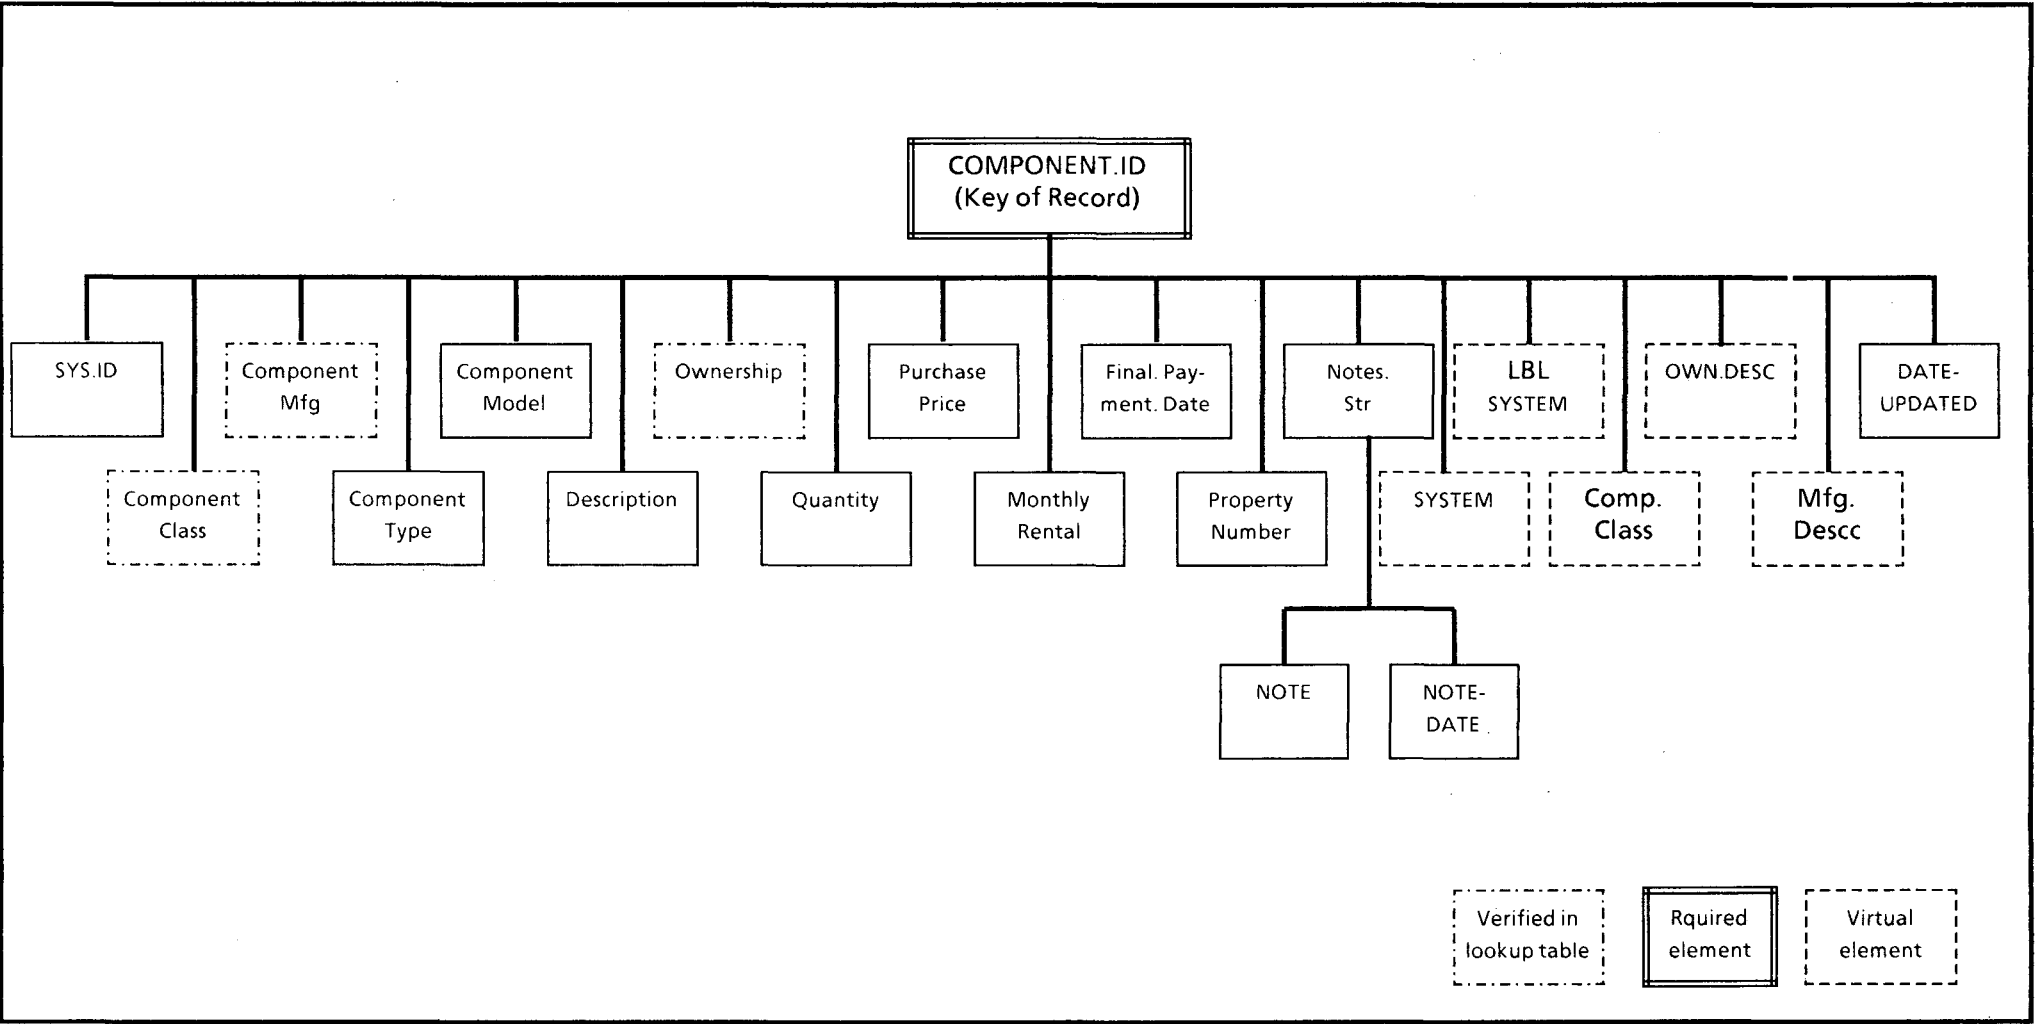 COMPONENT.ID
(Key of Record)
SYS.ID
Component
Mfg
Component
Model
Ownership
Purchase
Price
Final. Pay-
ment. Date
Notes.
Str
LBL
SYSTEM
OWN.DESC
DATE-
UPDATED
Component
Class
Component
Type
Description
Quantity
Monthly
Rental
Property
Number
SYSTEM
Comp.
Class
Mfg.
Descc
NOTE
NOTE-
DATE
Verified in
lookup table
Rquired
element
Virtual
element